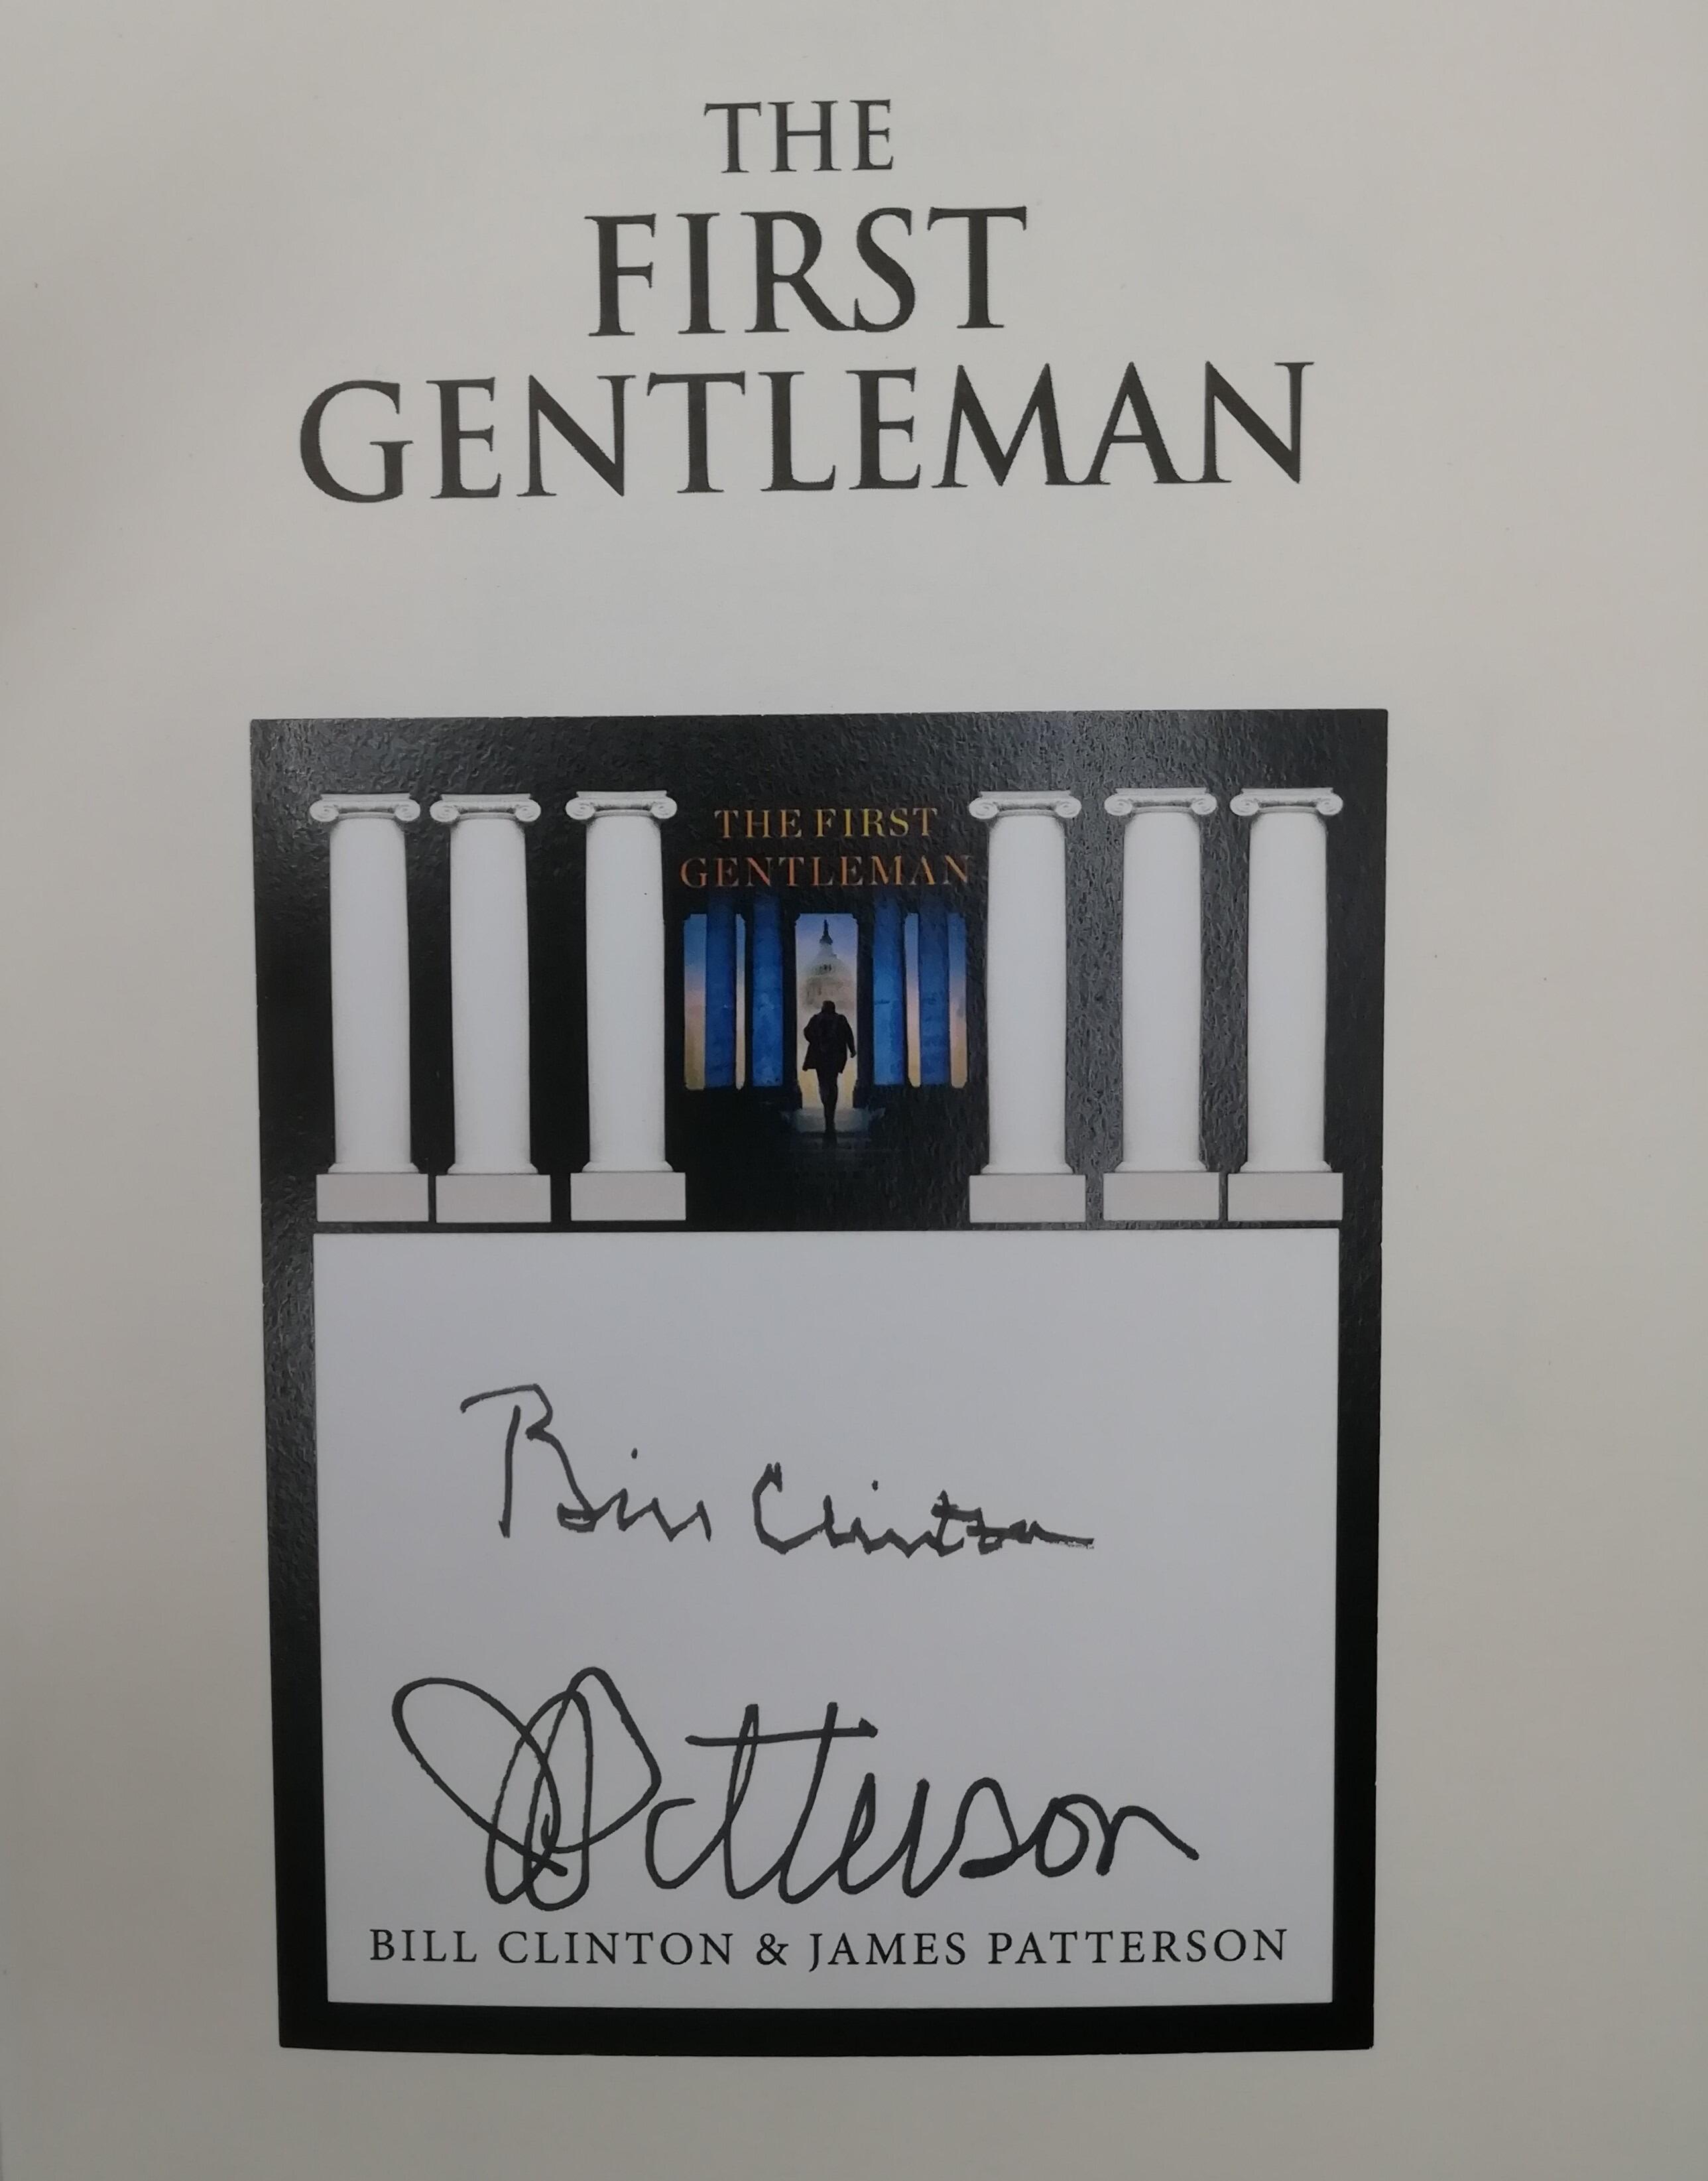 THE
FIRST
GENTLEMAN
THE FIRST
GENTLEMAN
Bill Clinton
J Patterson
BILL CLINTON & JAMES PATTERSON